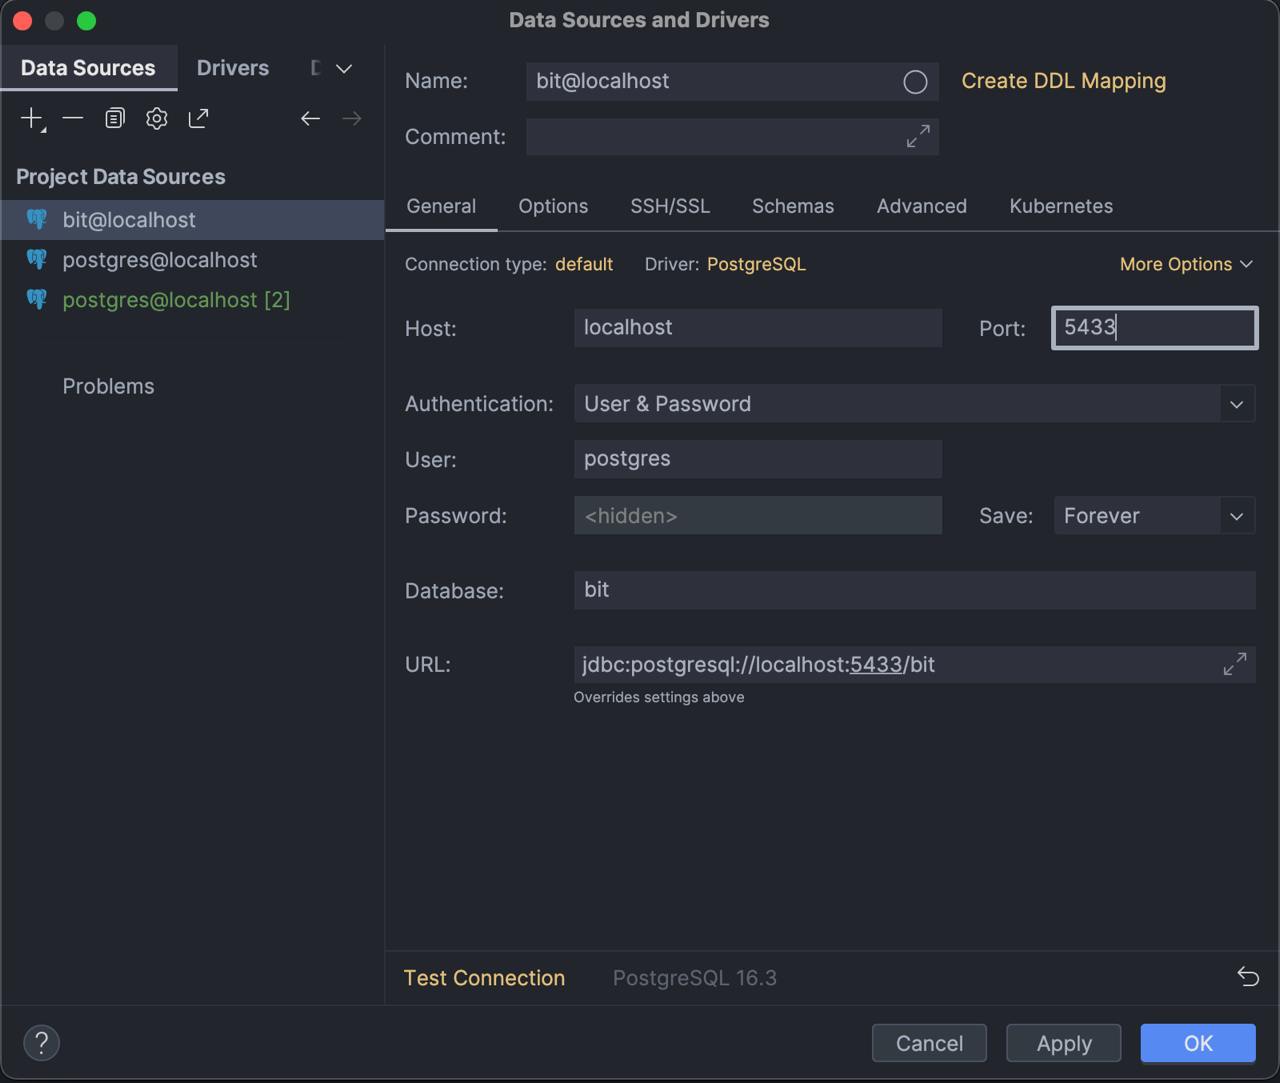 Data Sources and Drivers
Data Sources
Drivers
Name:
bit@localhost
Create DDL Mapping
Comment:
Project Data Sources
bit@localhost
postgres@localhost
postgres@localhost [2]
Problems
General
Options
SSH/SSL
Schemas
Advanced
Kubernetes
Connection type: default
Driver: PostgreSQL
More Options
Host:
localhost
Port:
5433
Authentication:
User & Password
User:
postgres
Password:
<hidden>
Save:
Forever
Database:
bit
URL:
jdbc:postgresql://localhost:5433/bit
Overrides settings above
Test Connection
PostgreSQL 16.3
?
Cancel
Apply
OK